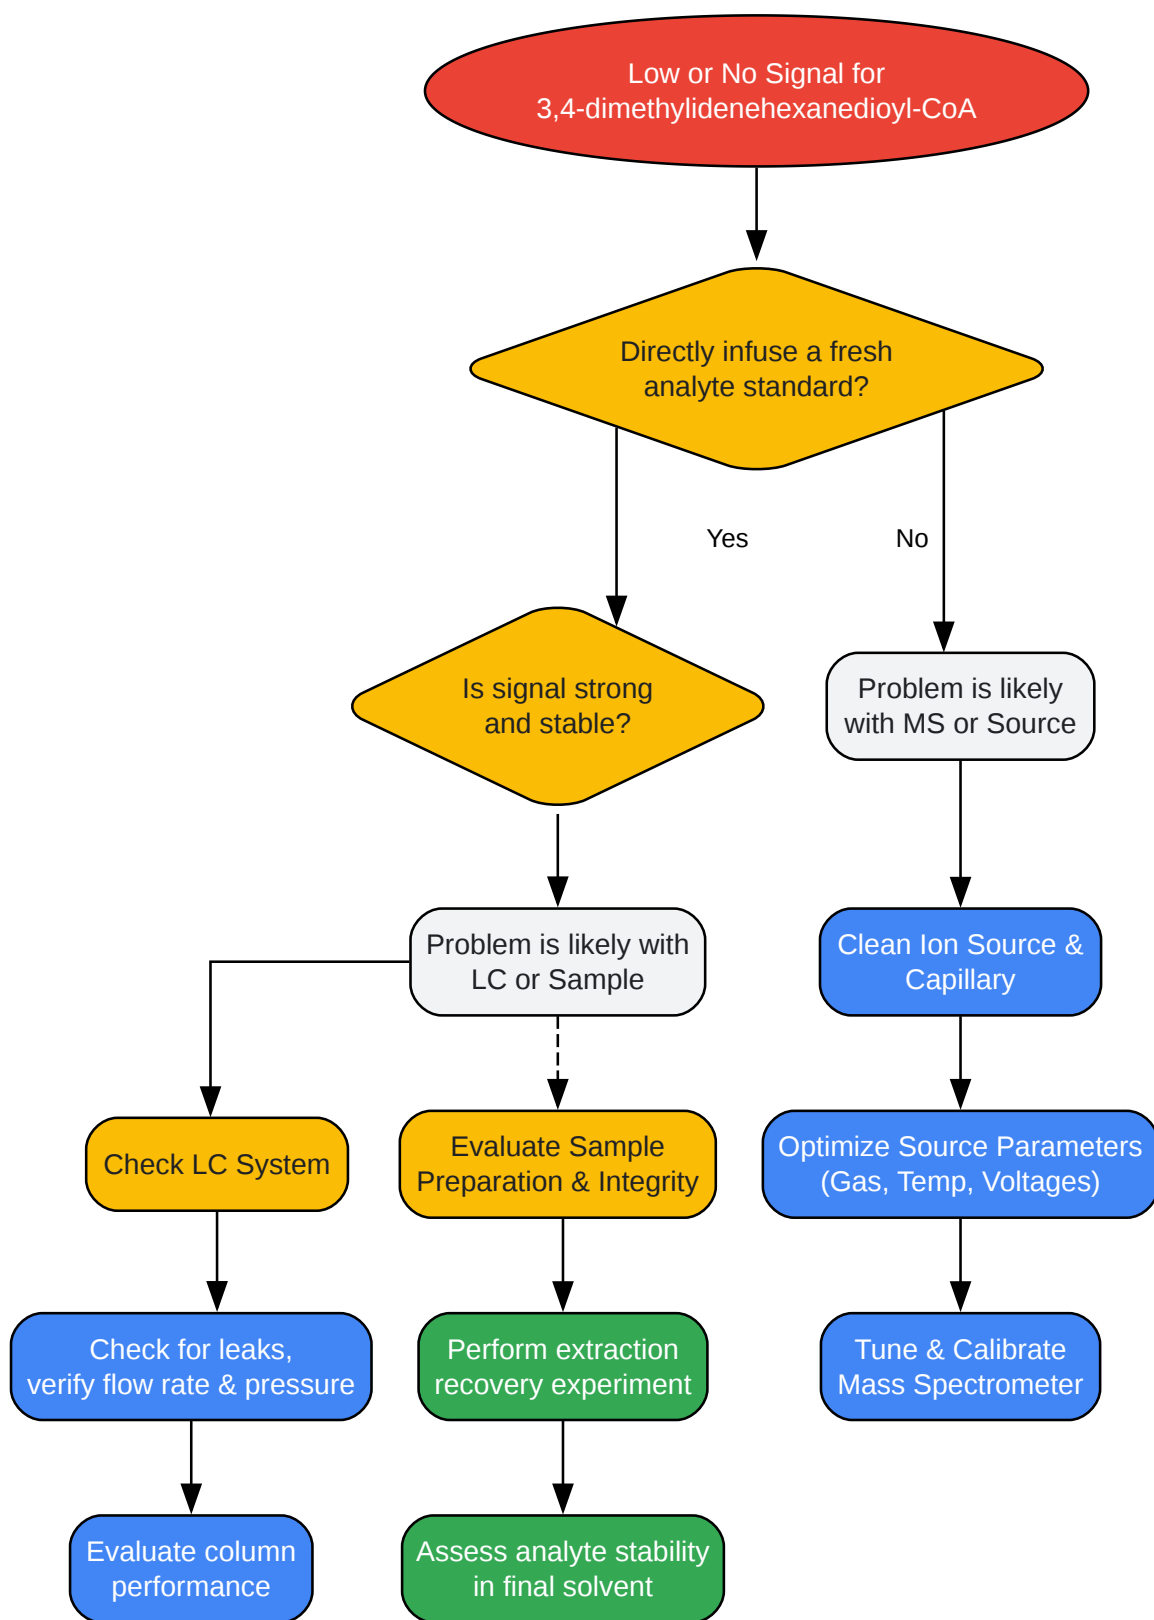 Low or No Signal for
3,4-dimethylidenehexanedioyl-CoA
Directly infuse a fresh
analyte standard?
Yes
No
Is signal strong
and stable?
Problem is likely
with MS or Source
Problem is likely with
LC or Sample
Clean Ion Source &
Capillary
Check LC System
Evaluate Sample
Preparation & Integrity
Optimize Source Parameters
(Gas, Temp, Voltages)
Check for leaks,
verify flow rate & pressure
Perform extraction
recovery experiment
Tune & Calibrate
Mass Spectrometer
Evaluate column
performance
Assess analyte stability
in final solvent